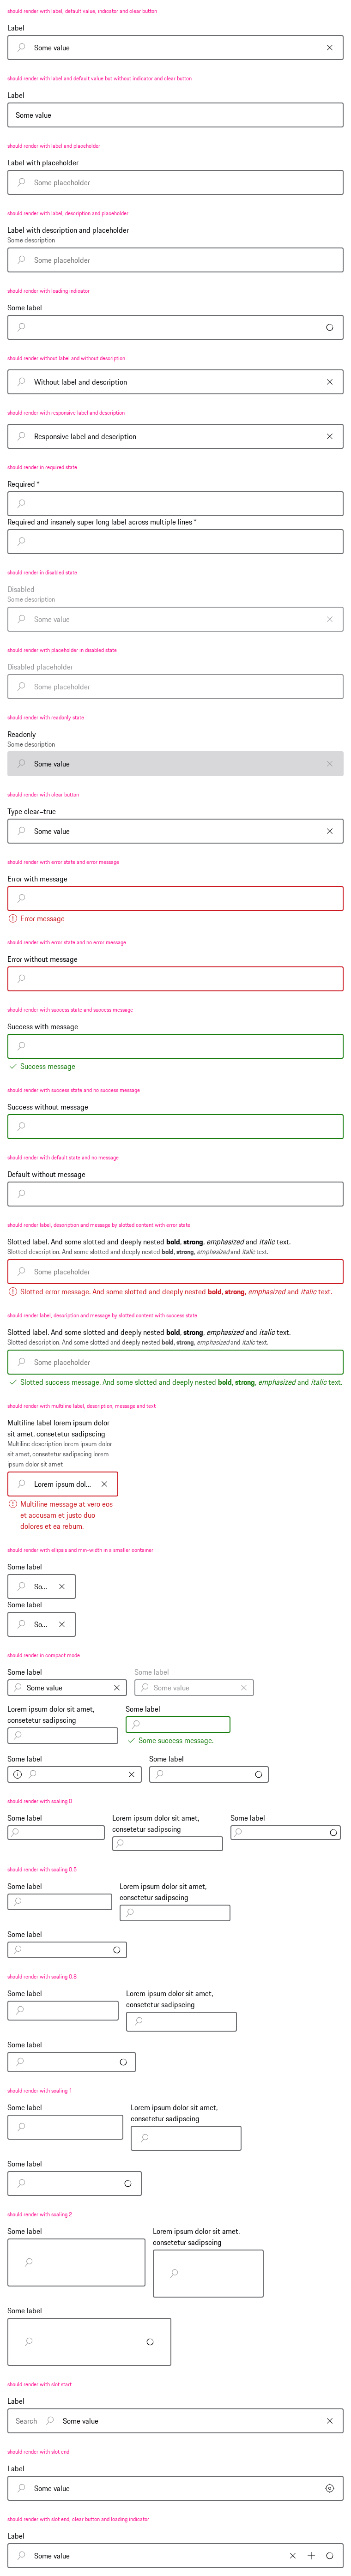 should render with label, default value, indicator and clear button
Label
Some value
should render with label and default value but without indicator and clear button
Label
Some value
should render with label and placeholder
Label with placeholder
Some placeholder
should render with label, description and placeholder
Label with description and placeholder
Some description
Some placeholder
should render with loading indicator
Some label
should render without label and without description
Without label and description
should render with responsive label and description
Responsive label and description
should render in required state
Required *
Required and insanely super long label across multiple lines *
should render in disabled state
Disabled
Some description
Some value
should render with placeholder in disabled state
Disabled placeholder
Some placeholder
should render with readonly state
Readonly
Some description
Some value
should render with clear button
Type clear=true
Some value
should render with error state and error message
Error with message
Error message
should render with error state and no error message
Error without message
should render with success state and success message
Success with message
Success message
should render with success state and no success message
Success without message
should render with default state and no message
Default without message
should render label, description and message by slotted content with error state
Slotted label. And some slotted and deeply nested bold, strong, emphasized and italic text.
Slotted description. And some slotted and deeply nested bold, strong, emphasized and italic text.
Some placeholder
Slotted error message. And some slotted and deeply nested bold, strong, emphasized and italic text.
should render label, description and message by slotted content with success state
Slotted label. And some slotted and deeply nested bold, strong, emphasized and italic text.
Slotted description. And some slotted and deeply nested bold, strong, emphasized and italic text.
Some placeholder
Slotted success message. And some slotted and deeply nested bold, strong, emphasized and italic text.
should render with multiline label, description, message and text
Multiline label lorem ipsum dolor
sit amet, consetetur sadipscing
Multiline description lorem ipsum dolor
sit amet, consetetur sadipscing lorem
ipsum dolor sit amet
Lorem ipsum dol...
Multiline message at vero eos
et accusam et justo duo
dolores et ea rebum.
should render with ellipsis and min-width in a smaller container
Some label
So...
Some label
So...
should render in compact mode
Some label
Some value
Some label
Some value
Lorem ipsum dolor sit amet,
consetetur sadipscing
Some label
Some success message.
Some label
Some label
should render with scaling 0
Some label
Lorem ipsum dolor sit amet,
consetetur sadipscing
Some label
should render with scaling 0.5
Some label
Lorem ipsum dolor sit amet,
consetetur sadipscing
Some label
should render with scaling 0.8
Some label
Lorem ipsum dolor sit amet,
consetetur sadipscing
Some label
should render with scaling 1
Some label
Lorem ipsum dolor sit amet,
consetetur sadipscing
Some label
should render with scaling 2
Some label
Lorem ipsum dolor sit amet,
consetetur sadipscing
Some label
should render with slot start
Label
Search
Some value
should render with slot end
Label
Some value
should render with slot end, clear button and loading indicator
Label
Some value